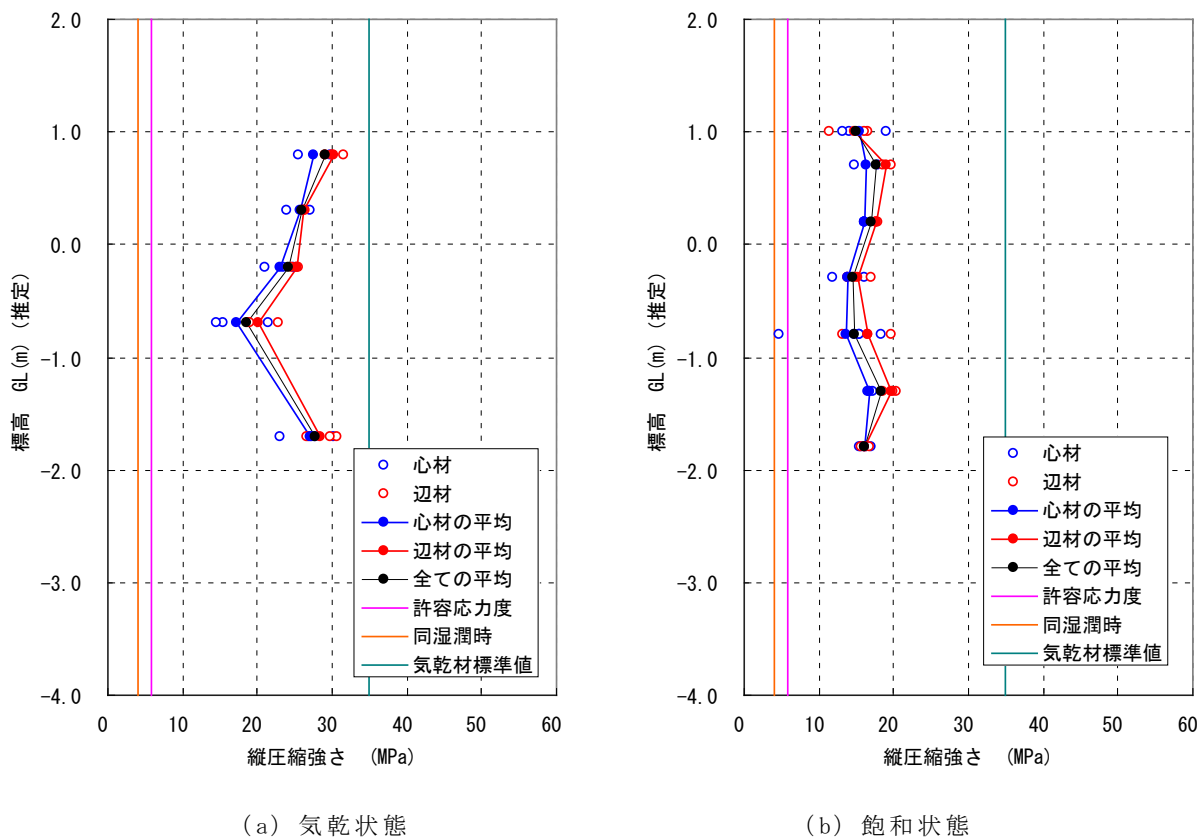 2.0
1.0
0.0
-1.0
-2.0
-3.0
-4.0
標高 GL(m) (推定)
0 10 20 30 40 50 60
縦圧縮強さ (MPa)
心材
辺材
心材の平均
辺材の平均
全ての平均
許容応力度
同湿潤時
気乾材標準値
(a) 気乾状態
2.0
1.0
0.0
-1.0
-2.0
-3.0
-4.0
標高 GL(m) (推定)
0 10 20 30 40 50 60
縦圧縮強さ (MPa)
心材
辺材
心材の平均
辺材の平均
全ての平均
許容応力度
同湿潤時
気乾材標準値
(b) 飽和状態